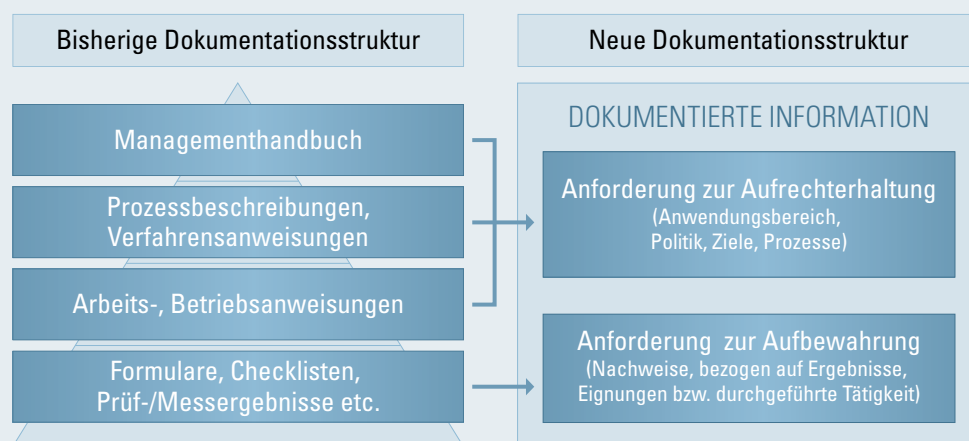 Bisherige Dokumentationsstruktur
Managementhandbuch
Prozessbeschreibungen,
Verfahrensanweisungen
Arbeits-, Betriebsanweisungen
Formulare, Checklisten,
Prüf-/Messergebnisse etc.
Neue Dokumentationsstruktur
DOKUMENTIERTE INFORMATION
Anforderung zur Aufrechterhaltung
(Anwendungsbereich,
Politik, Ziele, Prozesse)
Anforderung zur Aufbewahrung
(Nachweise, bezogen auf Ergebnisse,
Eignungen bzw. durchgeführte Tätigkeit)